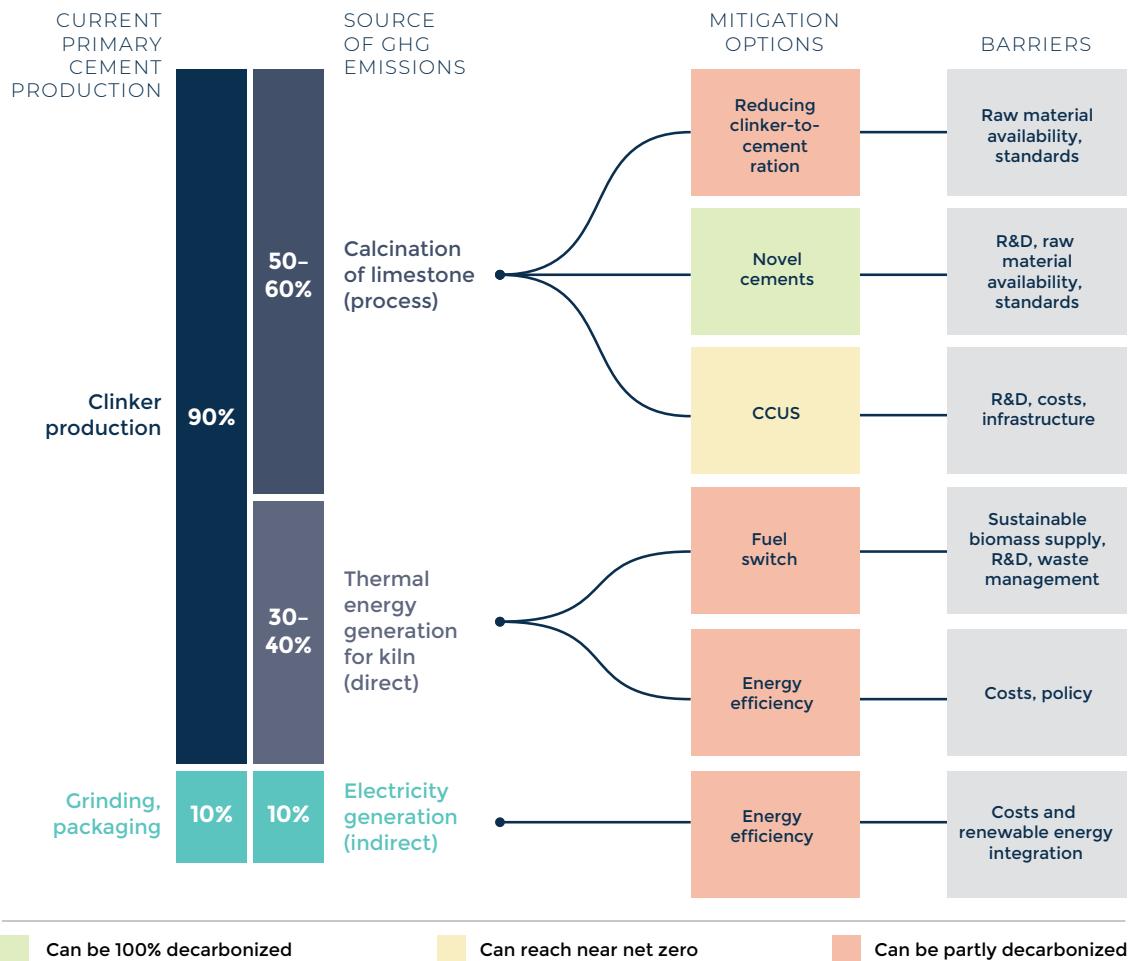 CURRENT
PRIMARY
CEMENT
PRODUCTION
SOURCE
OF GHG
EMISSIONS
MITIGATION
OPTIONS
BARRIERS
Clinker
production
90%
50–
60%
Calcination
of limestone
(process)
Reducing
clinker-to-
cement
ration
Raw material
availability,
standards
Novel
cements
R&D, raw
material
availability,
standards
CCUS
R&D, costs,
infrastructure
30–
40%
Thermal
energy
generation
for kiln
(direct)
Fuel
switch
Sustainable
biomass supply,
R&D, waste
management
Energy
efficiency
Costs, policy
Grinding,
packaging
10%
10%
Electricity
generation
(indirect)
Energy
efficiency
Costs and
renewable energy
integration
Can be 100% decarbonized
Can reach near net zero
Can be partly decarbonized